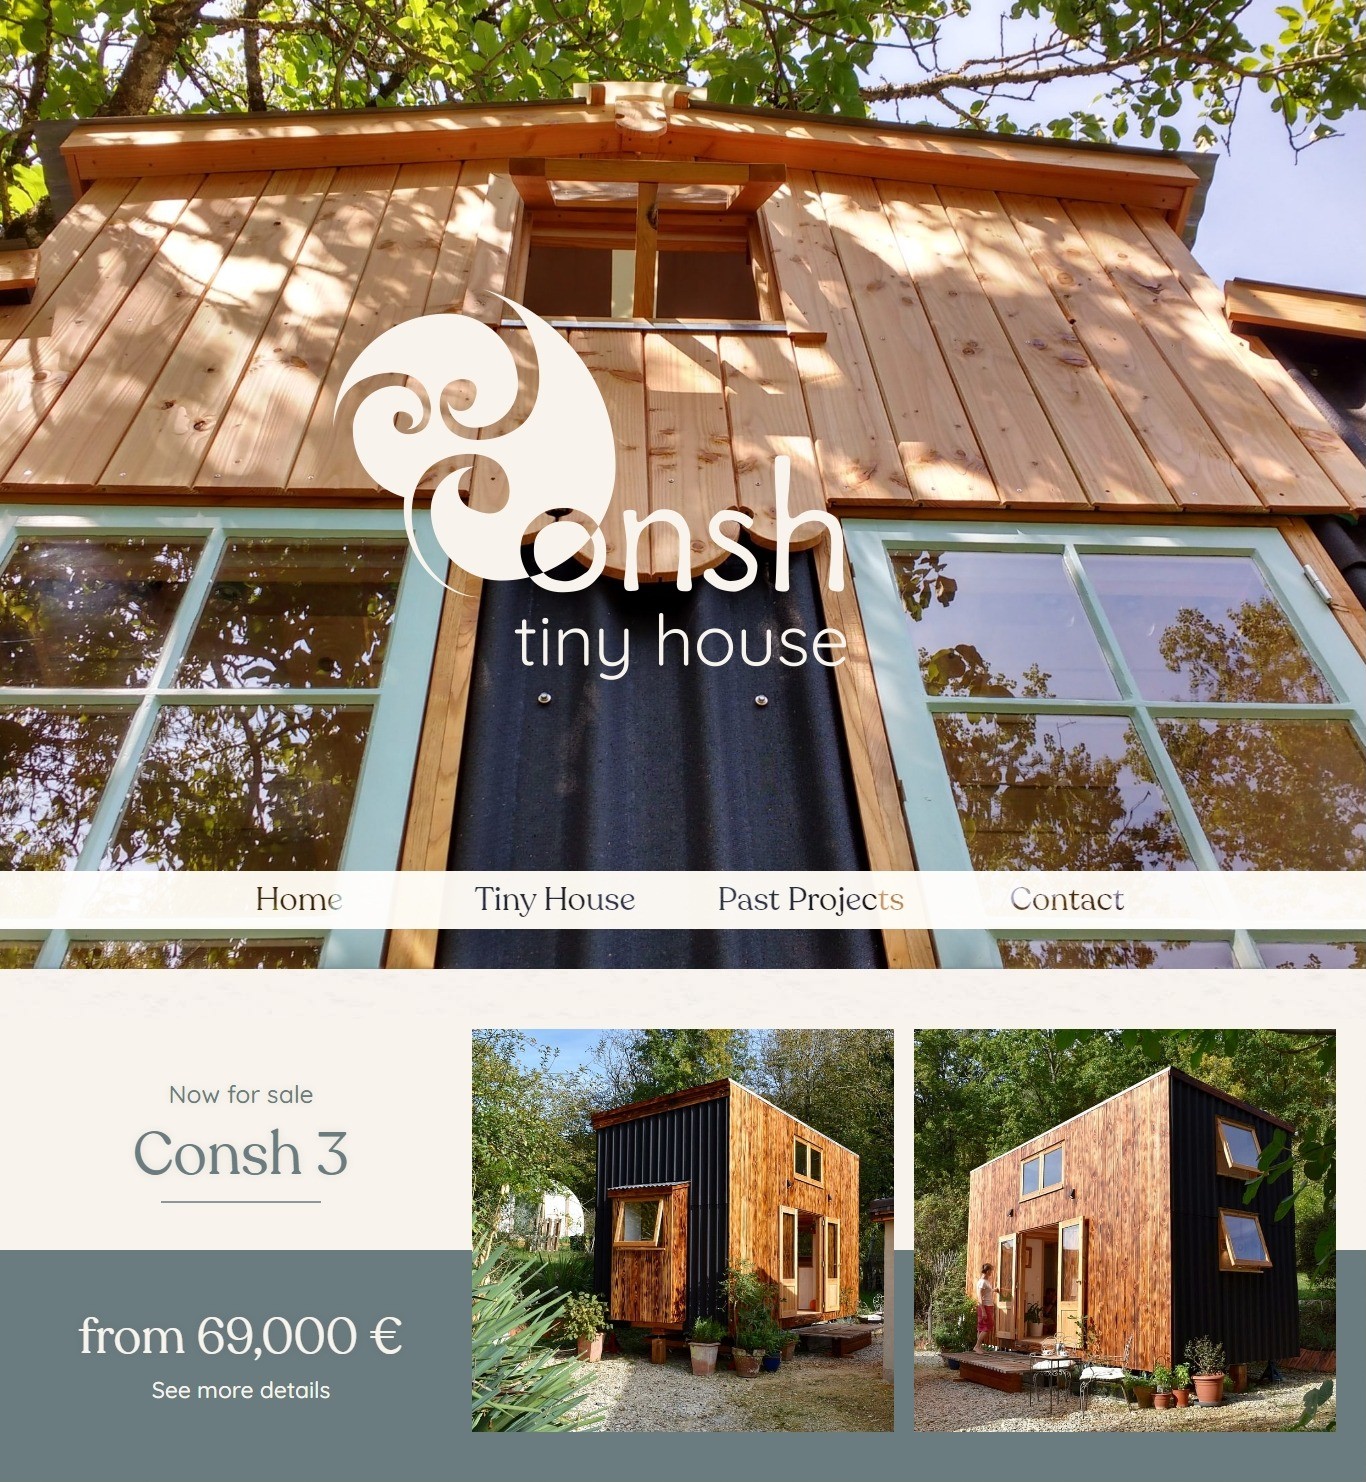 Consh
tiny house
Home
Tiny House
Past Projects
Contact
Now for sale
Consh 3
from 69,000 €
See more details